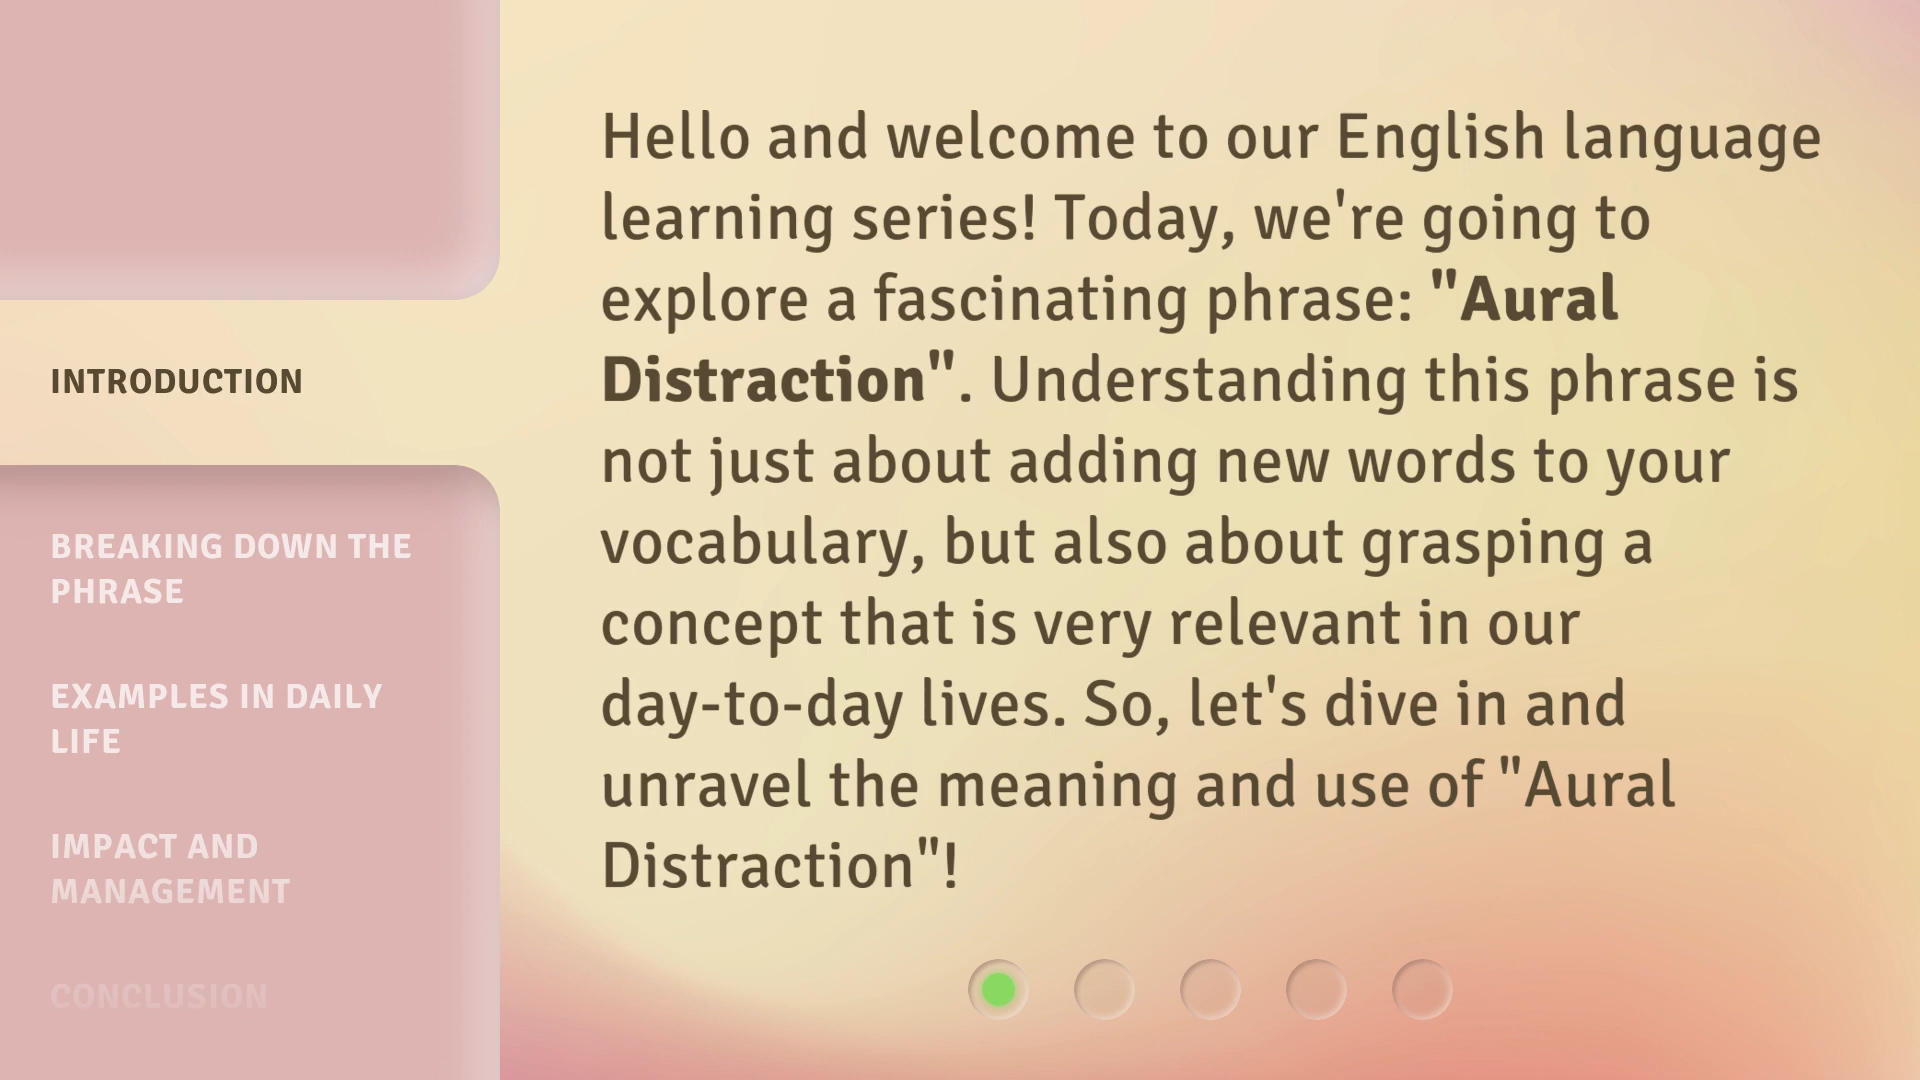 INTRODUCTION
BREAKING DOWN THE
PHRASE
EXAMPLES IN DAILY
LIFE
IMPACT AND
MANAGEMENT
CONCLUSION
Hello and welcome to our English language
learning series! Today, we're going to
explore a fascinating phrase: "Aural
Distraction". Understanding this phrase is
not just about adding new words to your
vocabulary, but also about grasping a
concept that is very relevant in our
day-to-day lives. So, let's dive in and
unravel the meaning and use of "Aural
Distraction"!